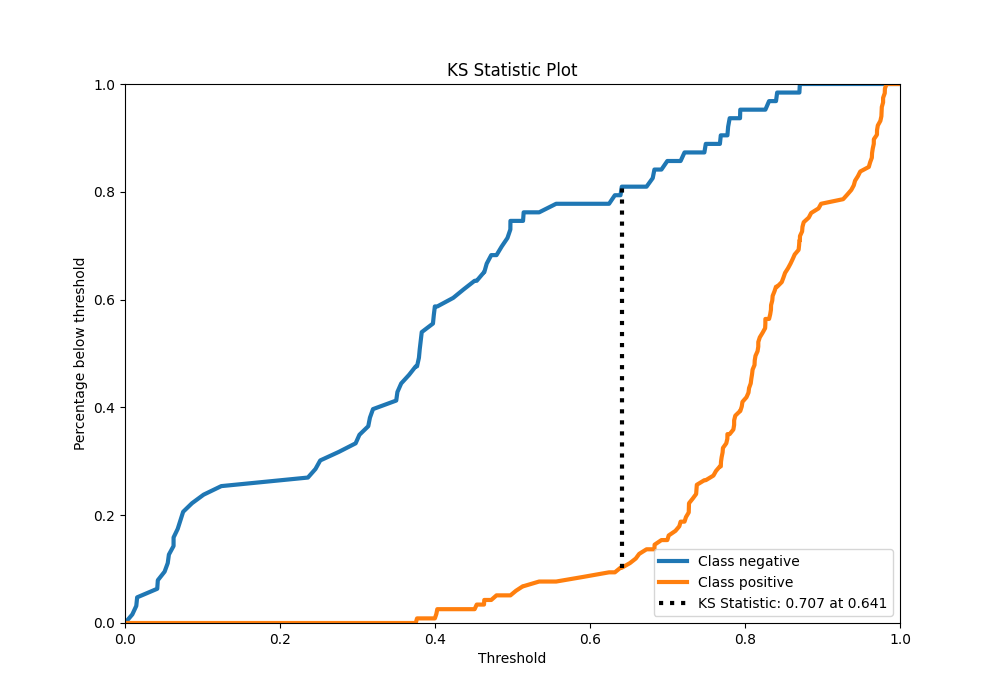 KS Statistic Plot
1.0
0.8
0.6
0.4
0.2
0.0
Percentage below threshold
Class negative
Class positive
KS Statistic: 0.707 at 0.641
0.0 0.2 0.4 0.6 0.8 1.0
Threshold